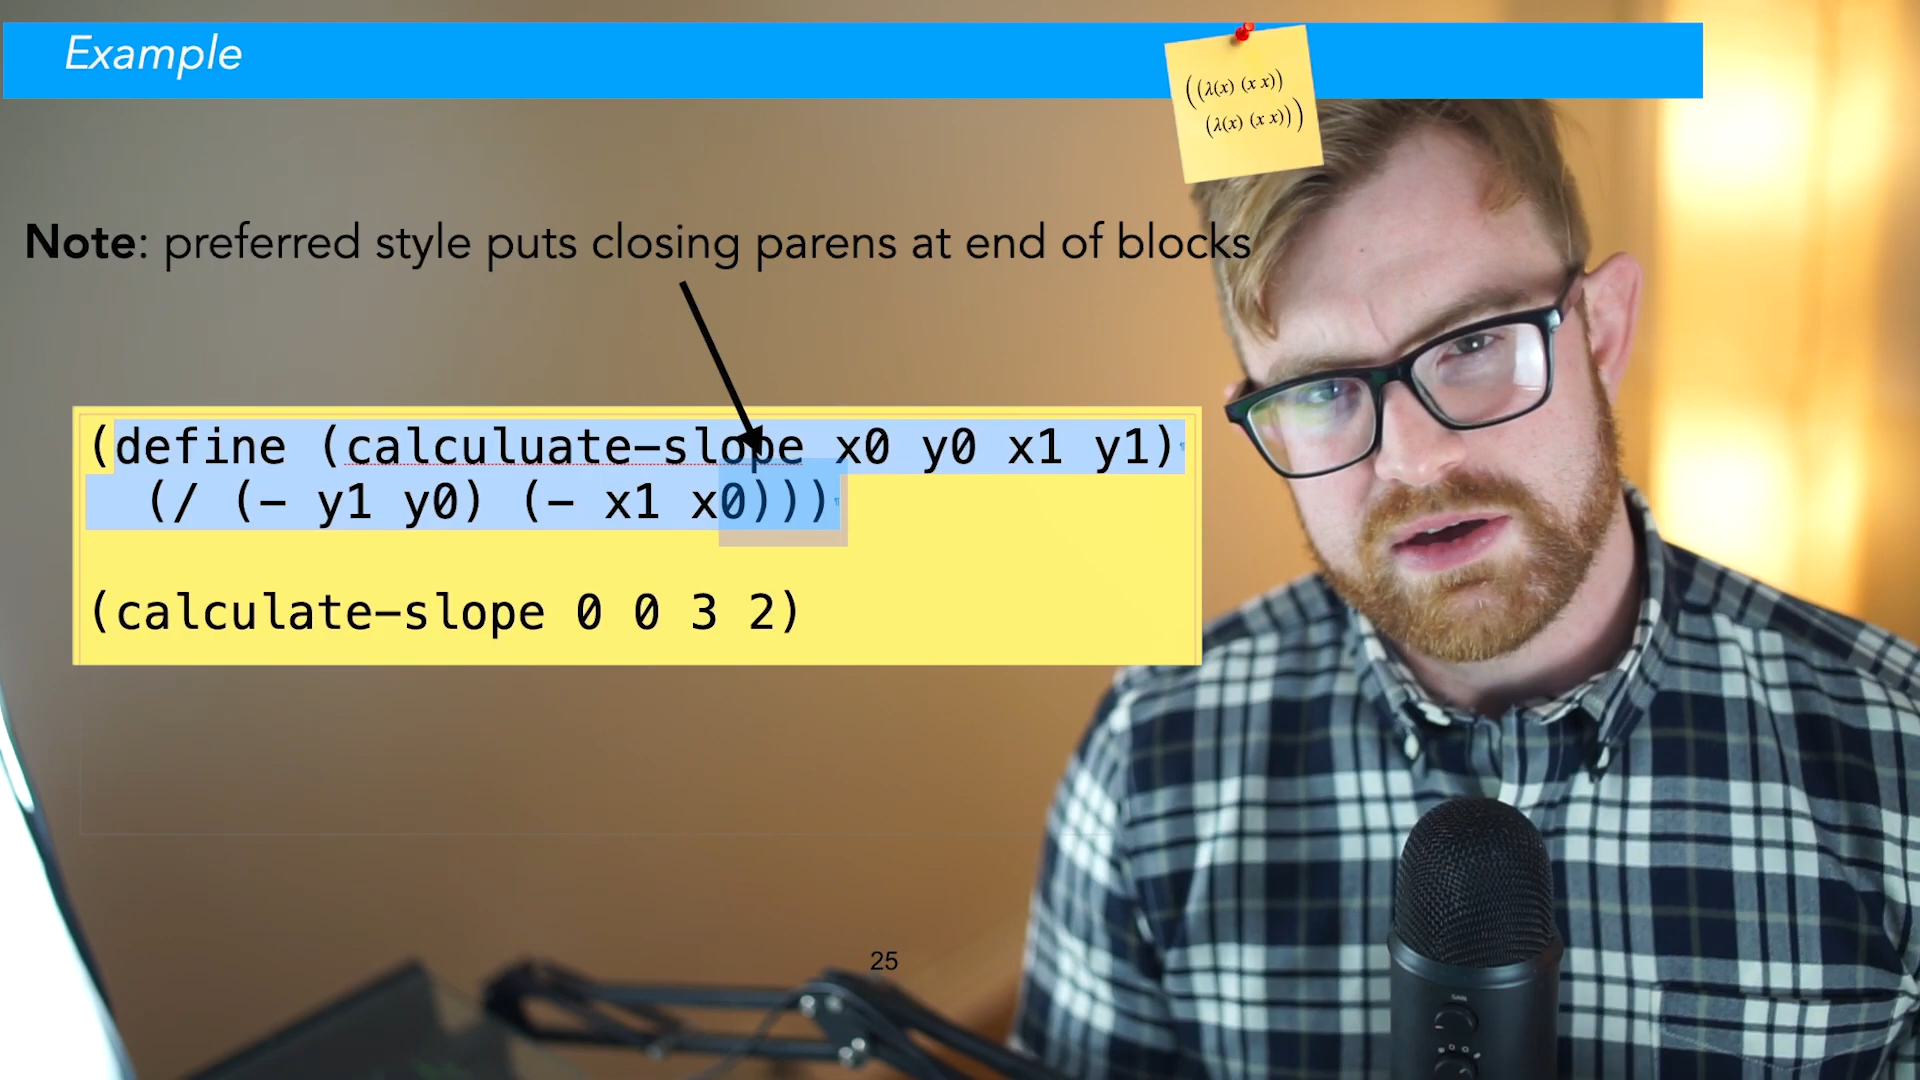 Example
((λ(x) (x x))
(λ(x) (x x)))
Note: preferred style puts closing parens at end of blocks
(define (calculuate-slope x0 y0 x1 y1)
(/ (- y1 y0) (- x1 x0)))
(calculate-slope 0 0 3 2)
25